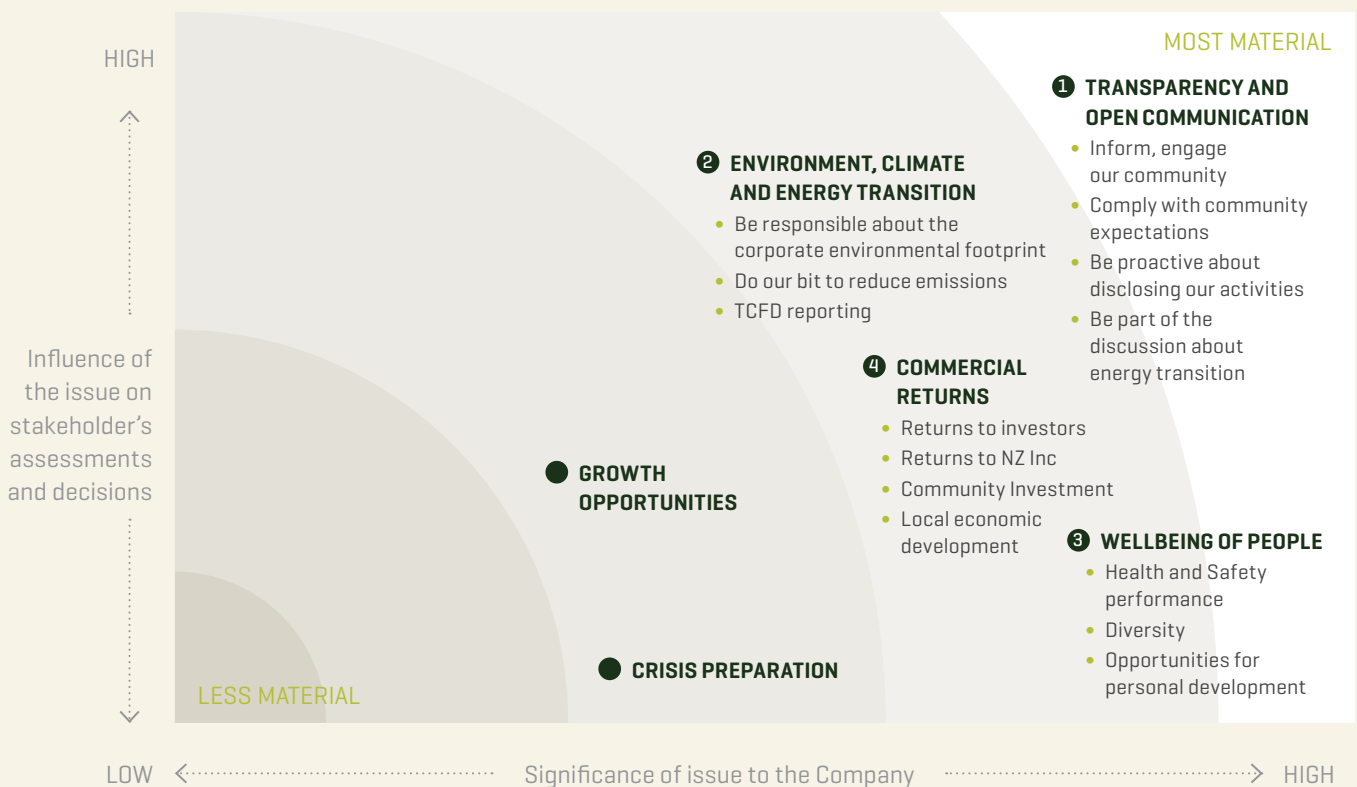 HIGH
Influence of
the issue on
stakeholder's
assessments
and decisions
MOST MATERIAL
1 TRANSPARENCY AND
OPEN COMMUNICATION
• Inform, engage
our community
• Comply with community
expectations
• Be proactive about
disclosing our activities
• Be part of the
discussion about
energy transition
2 ENVIRONMENT, CLIMATE
AND ENERGY TRANSITION
• Be responsible about the
corporate environmental footprint
• Do our bit to reduce emissions
• TCFD reporting
4 COMMERCIAL
RETURNS
• Returns to investors
• Returns to NZ Inc
• Community Investment
• Local economic
development
GROWTH
OPPORTUNITIES
3 WELLBEING OF PEOPLE
• Health and Safety
performance
• Diversity
• Opportunities for
personal development
CRISIS PREPARATION
LESS MATERIAL
LOW
Significance of issue to the Company
HIGH